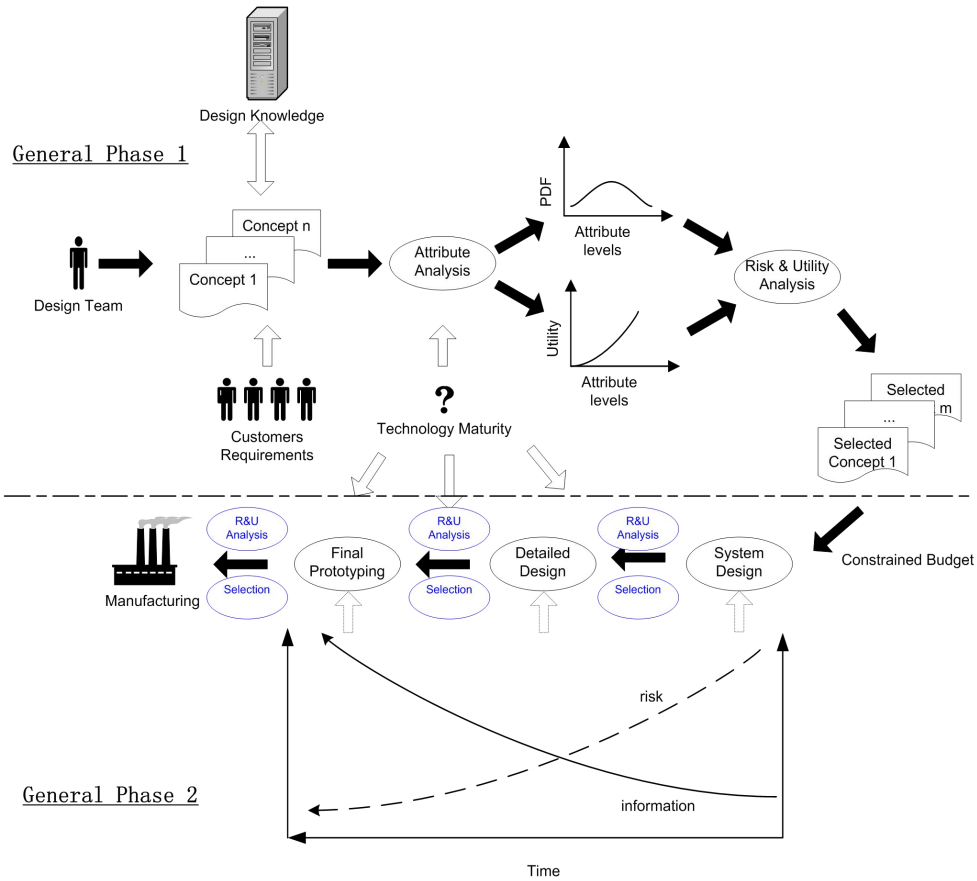 Design Knowledge
General Phase 1
Concept n
...
Concept 1
Design Team
Attribute
Analysis
PDF
Attribute
levels
Utility
Attribute
levels
Risk & Utility
Analysis
Customers
Requirements
?
Technology Maturity
Selected
m
...
Selected
Concept 1
R&U
Analysis
Selection
Manufacturing
Final
Prototyping
R&U
Analysis
Selection
Detailed
Design
R&U
Analysis
Selection
System
Design
Constrained Budget
risk
information
General Phase 2
Time